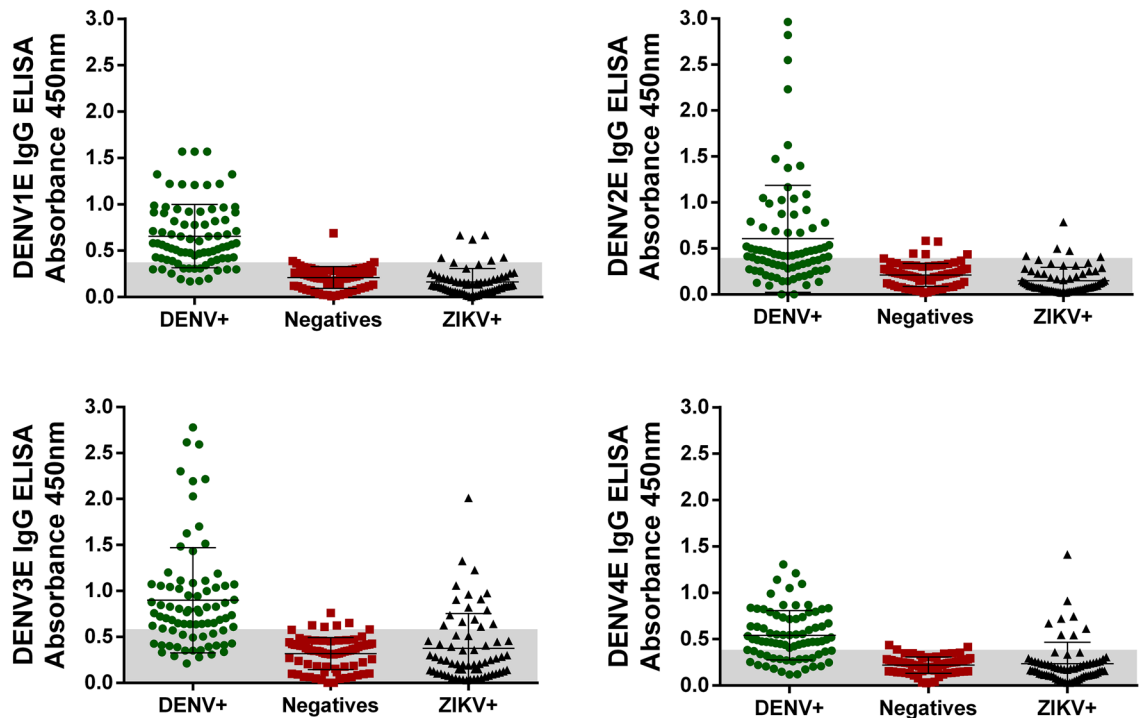 DENV1E IgG ELISA
Absorbance 450nm
3.0
2.5
2.0
1.5
1.0
0.5
0.0
DENV+ Negatives ZIKV+
DENV2E IgG ELISA
Absorbance 450nm
3.0
2.5
2.0
1.5
1.0
0.5
0.0
DENV+ Negatives ZIKV+
DENV3E IgG ELISA
Absorbance 450nm
3.0
2.5
2.0
1.5
1.0
0.5
0.0
DENV+ Negatives ZIKV+
DENV4E IgG ELISA
Absorbance 450nm
3.0
2.5
2.0
1.5
1.0
0.5
0.0
DENV+ Negatives ZIKV+